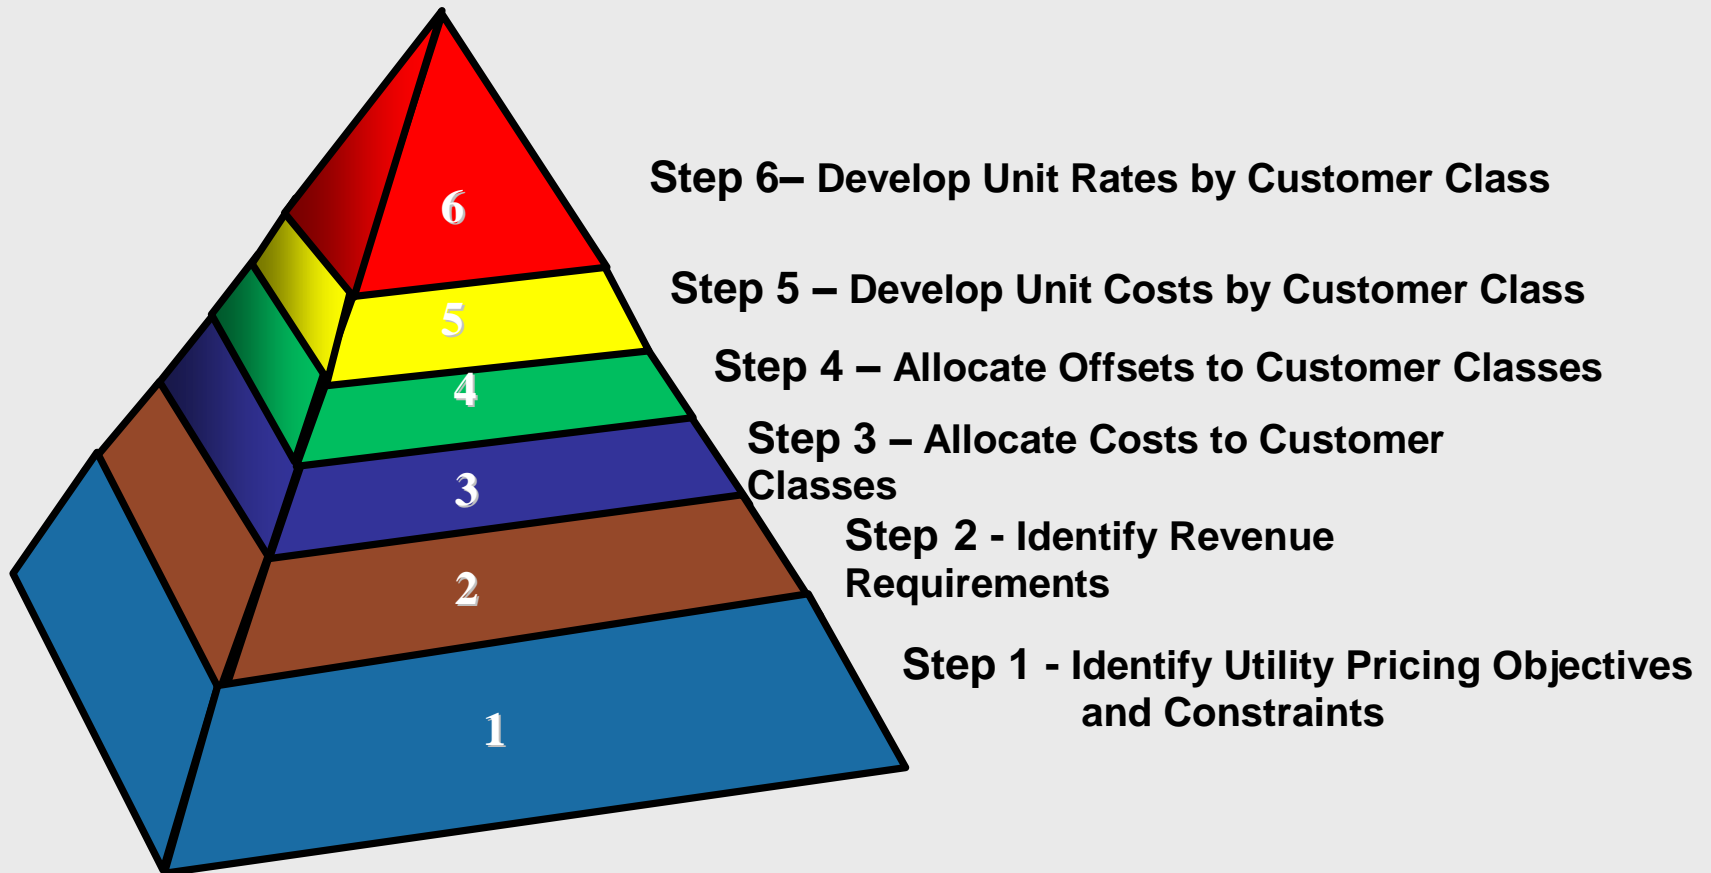 6
Step 6– Develop Unit Rates by Customer Class
5
Step 5 – Develop Unit Costs by Customer Class
4
Step 4 – Allocate Offsets to Customer Classes
3
Step 3 – Allocate Costs to Customer
Classes
2
Step 2 - Identify Revenue
Requirements
1
Step 1 - Identify Utility Pricing Objectives
and Constraints